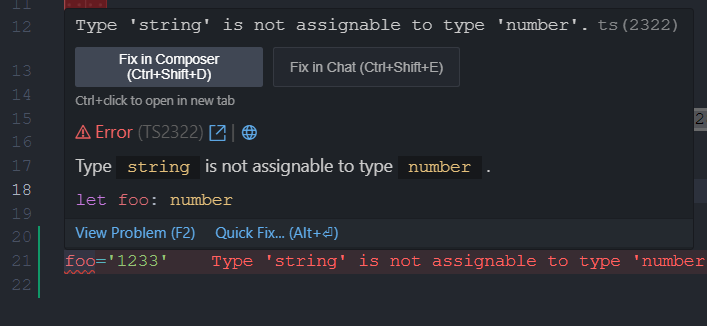 11
12
Type 'string' is not assignable to type 'number'. ts(2322)
Fix in Composer
(Ctrl+Shift+D)
Fix in Chat (Ctrl+Shift+E)
13
14
Ctrl+click to open in new tab
15
2
16
Error (TS2322) |
17
Type string is not assignable to type number .
18
let foo: number
19
20
View Problem (F2) Quick Fix... (Alt+⏎)
21 foo='1233' Type 'string' is not assignable to type 'number
22